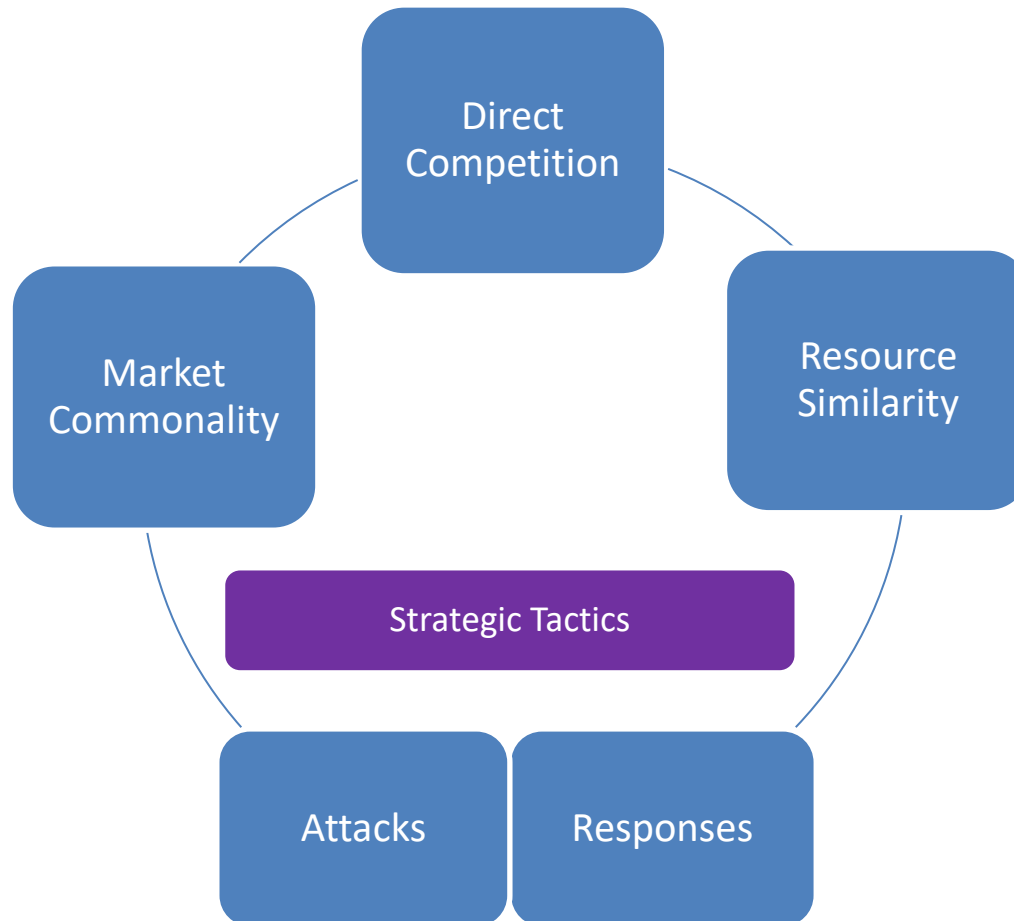 Direct
Competition
Market
Commonality
Resource
Similarity
Strategic Tactics
Attacks
Responses